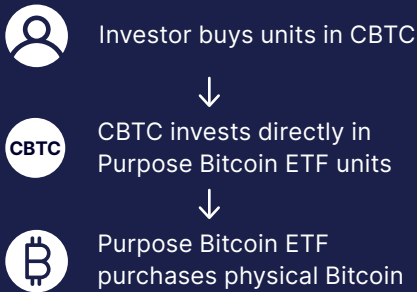 Investor buys units in CBTC
CBTC
CBTC invests directly in
Purpose Bitcoin ETF units
Purpose Bitcoin ETF
purchases physical Bitcoin